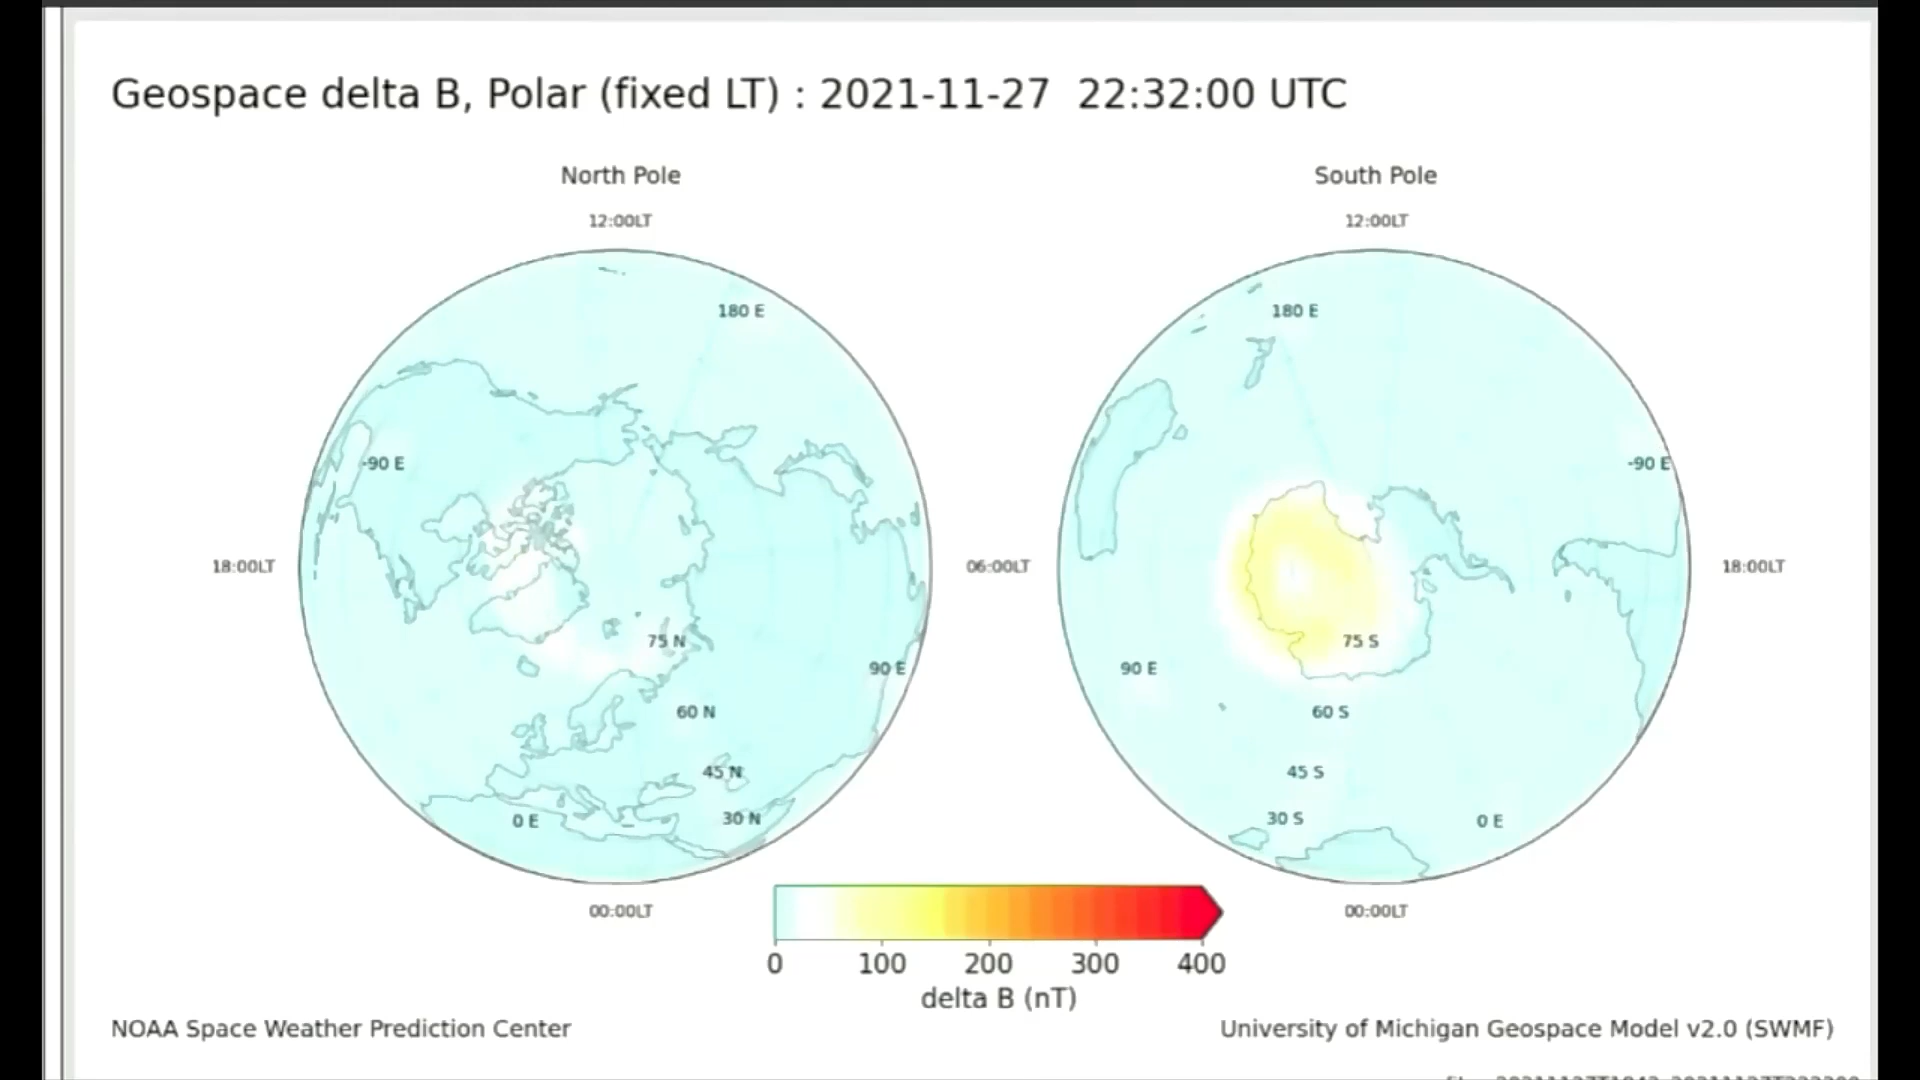 Geospace delta B, Polar (fixed LT) : 2021-11-27 22:32:00 UTC
North Pole
South Pole
12:00LT
12:00LT
180 E
180 E
-90 E
-90 E
18:00LT
06:00LT
18:00LT
75 N
75 S
90 E
90 E
60 N
60 S
45 N
45 S
0 E
30 N
30 S
0 E
00:00LT
00:00LT
0 100 200 300 400
delta B (nT)
NOAA Space Weather Prediction Center
University of Michigan Geospace Model v2.0 (SWMF)